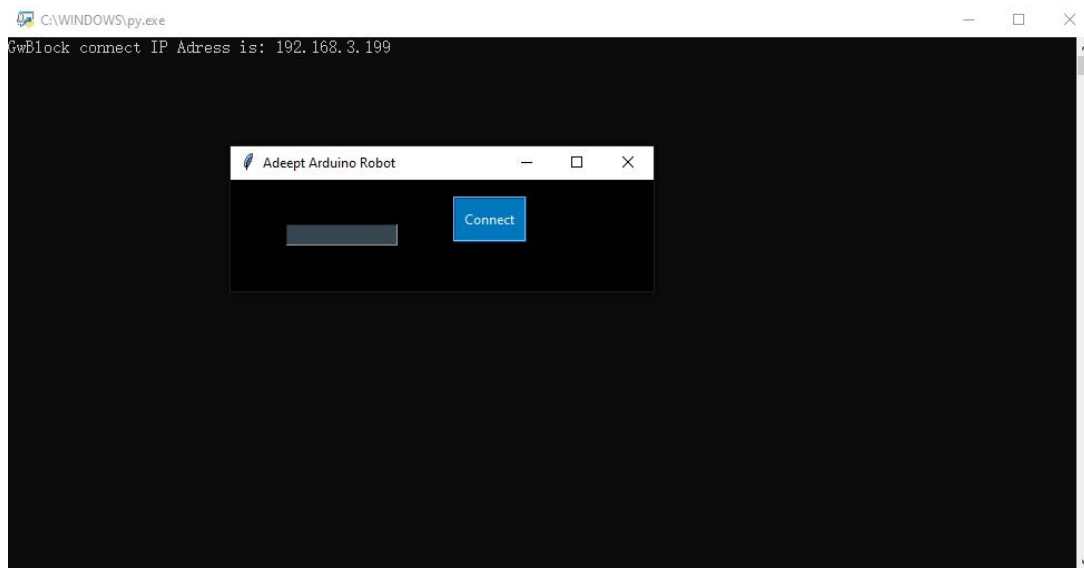 C:\WINDOWS\py.exe
GwBlock connect IP Adress is: 192.168.3.199
Adeept Arduino Robot
Connect